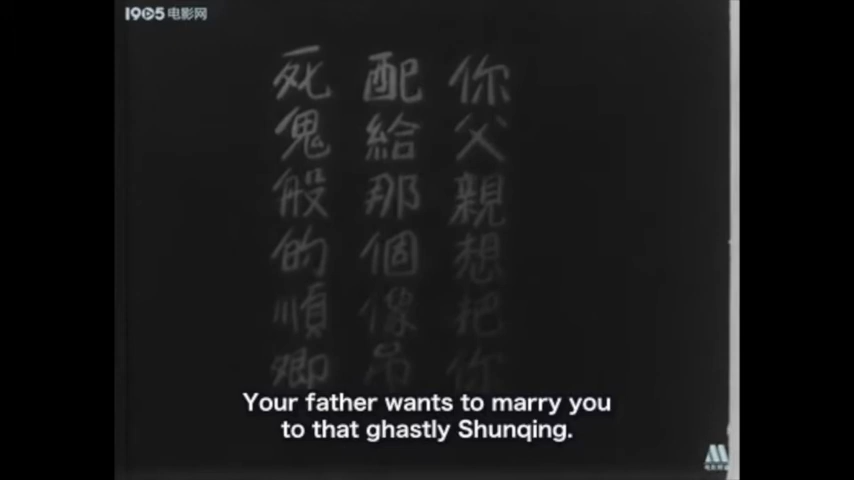 1905电影网
你父親想把你
配給那個像吊
死鬼般的順卿
Your father wants to marry you
to that ghastly Shunqing.